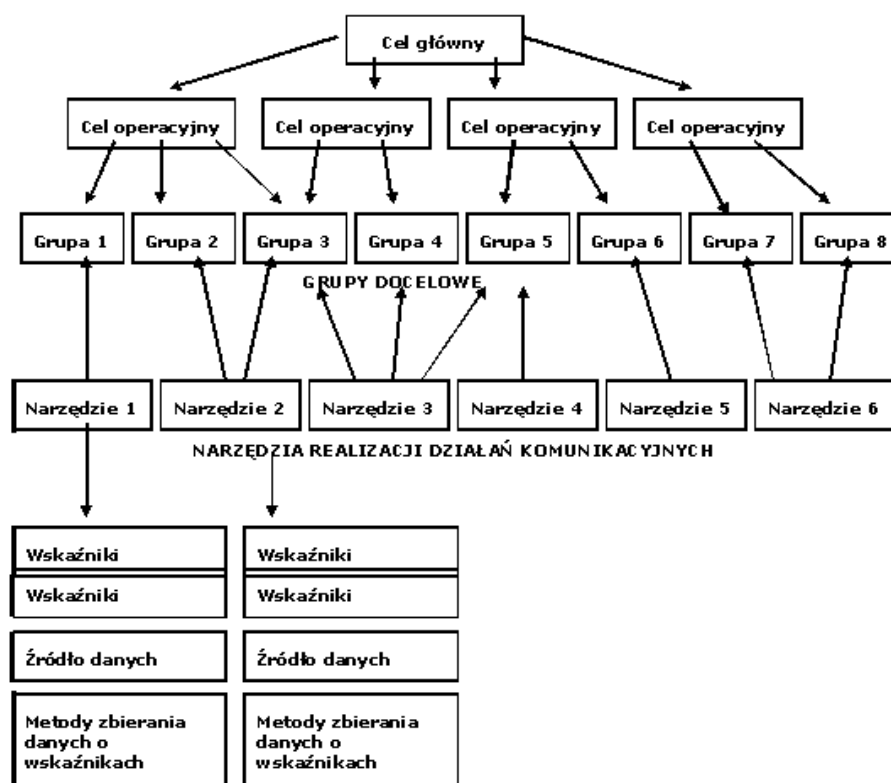 Cel główny
Cel operacyjny Cel operacyjny Cel operacyjny Cel operacyjny
Grupa 1 Grupa 2 Grupa 3 Grupa 4 Grupa 5 Grupa 6 Grupa 7 Grupa 8
GRUPY DOCELOWE
Narzędzie 1 Narzędzie 2 Narzędzie 3 Narzędzie 4 Narzędzie 5 Narzędzie 6
NARZĘDZIA REALIZACJI DZIAŁAŃ KOMUNIKACYJNYCH
Wskaźniki Wskaźniki
Wskaźniki Wskaźniki
Źródło danych Źródło danych
Metody zbierania Metody zbierania
danych o danych o
wskaźnikach wskaźnikach